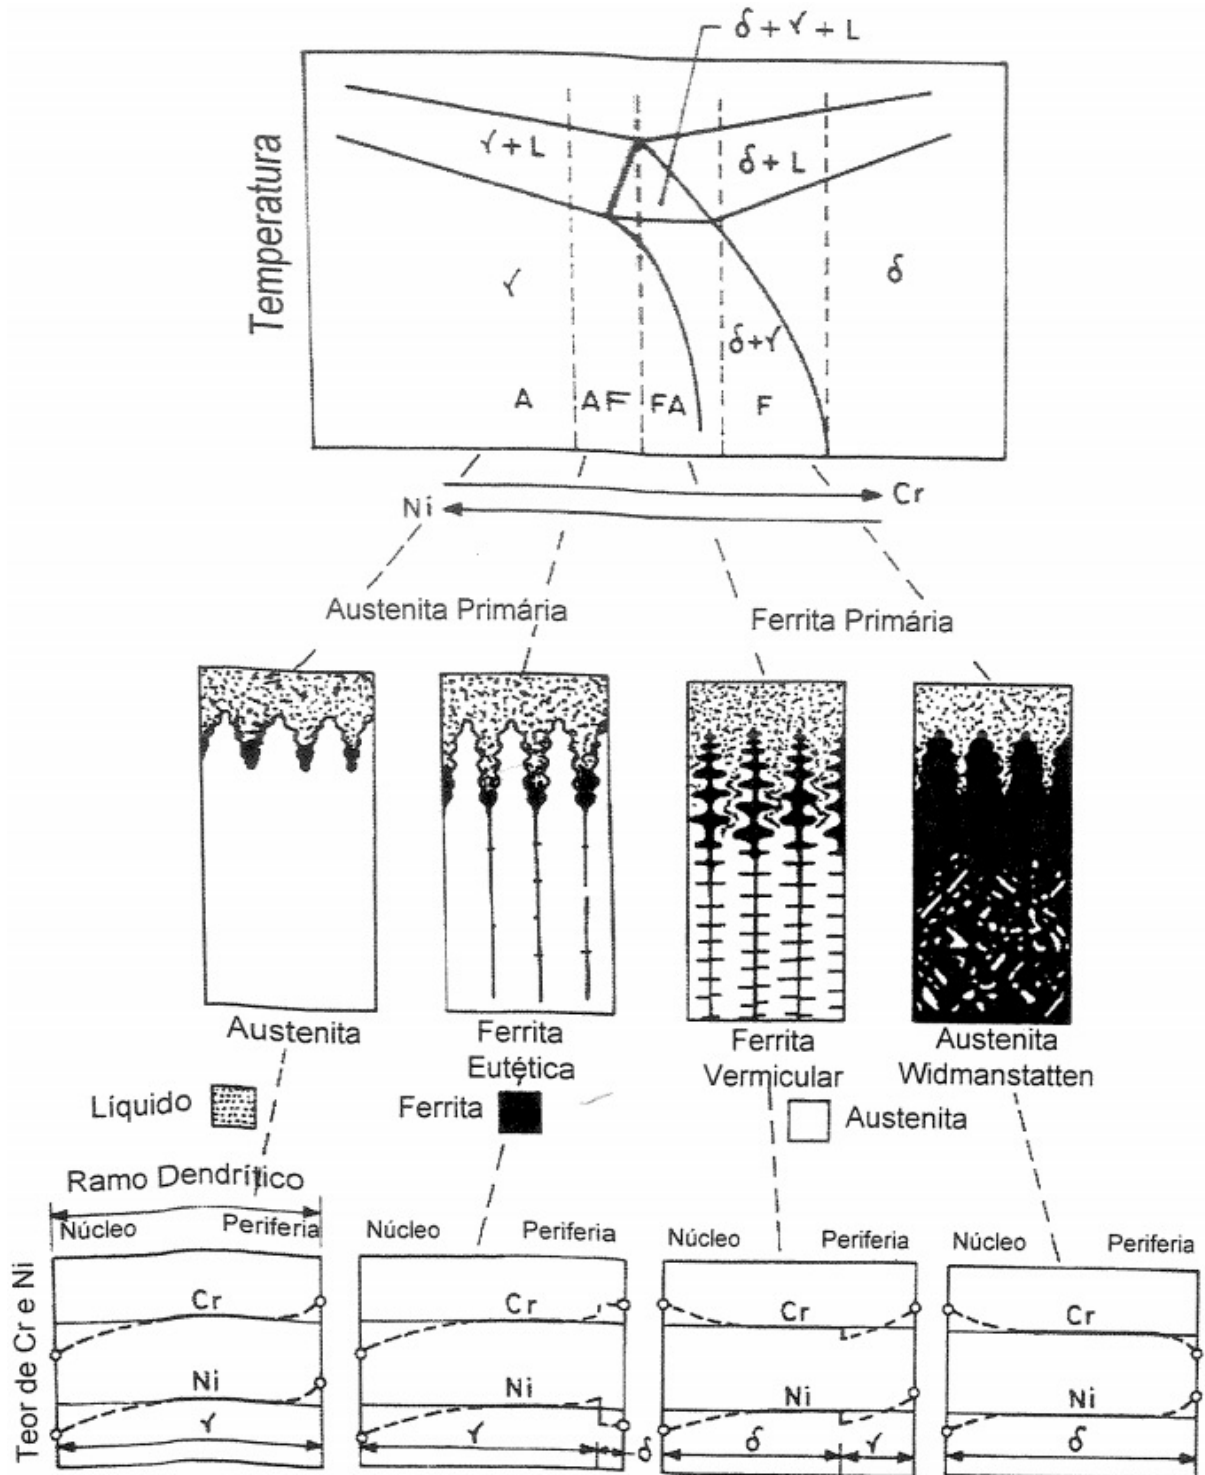 δ+γ+L
Temperatura
γ+L
δ+L
γ
δ
δ+γ
A
AF
FA
F
Cr
Ni
Austenita Primária
Ferrita Primária
Austenita
Ferrita
Eutética
Ferrita
Vermicular
Austenita
Widmanstatten
Líquido
Ferrita
Austenita
Ramo Dendrítico
Núcleo Periferia
Núcleo Periferia
Núcleo Periferia
Núcleo Periferia
Teor de Cr e Ni
Cr
Cr
Cr
Cr
Ni
Ni
Ni
Ni
γ
γ
δ
δ
γ
δ